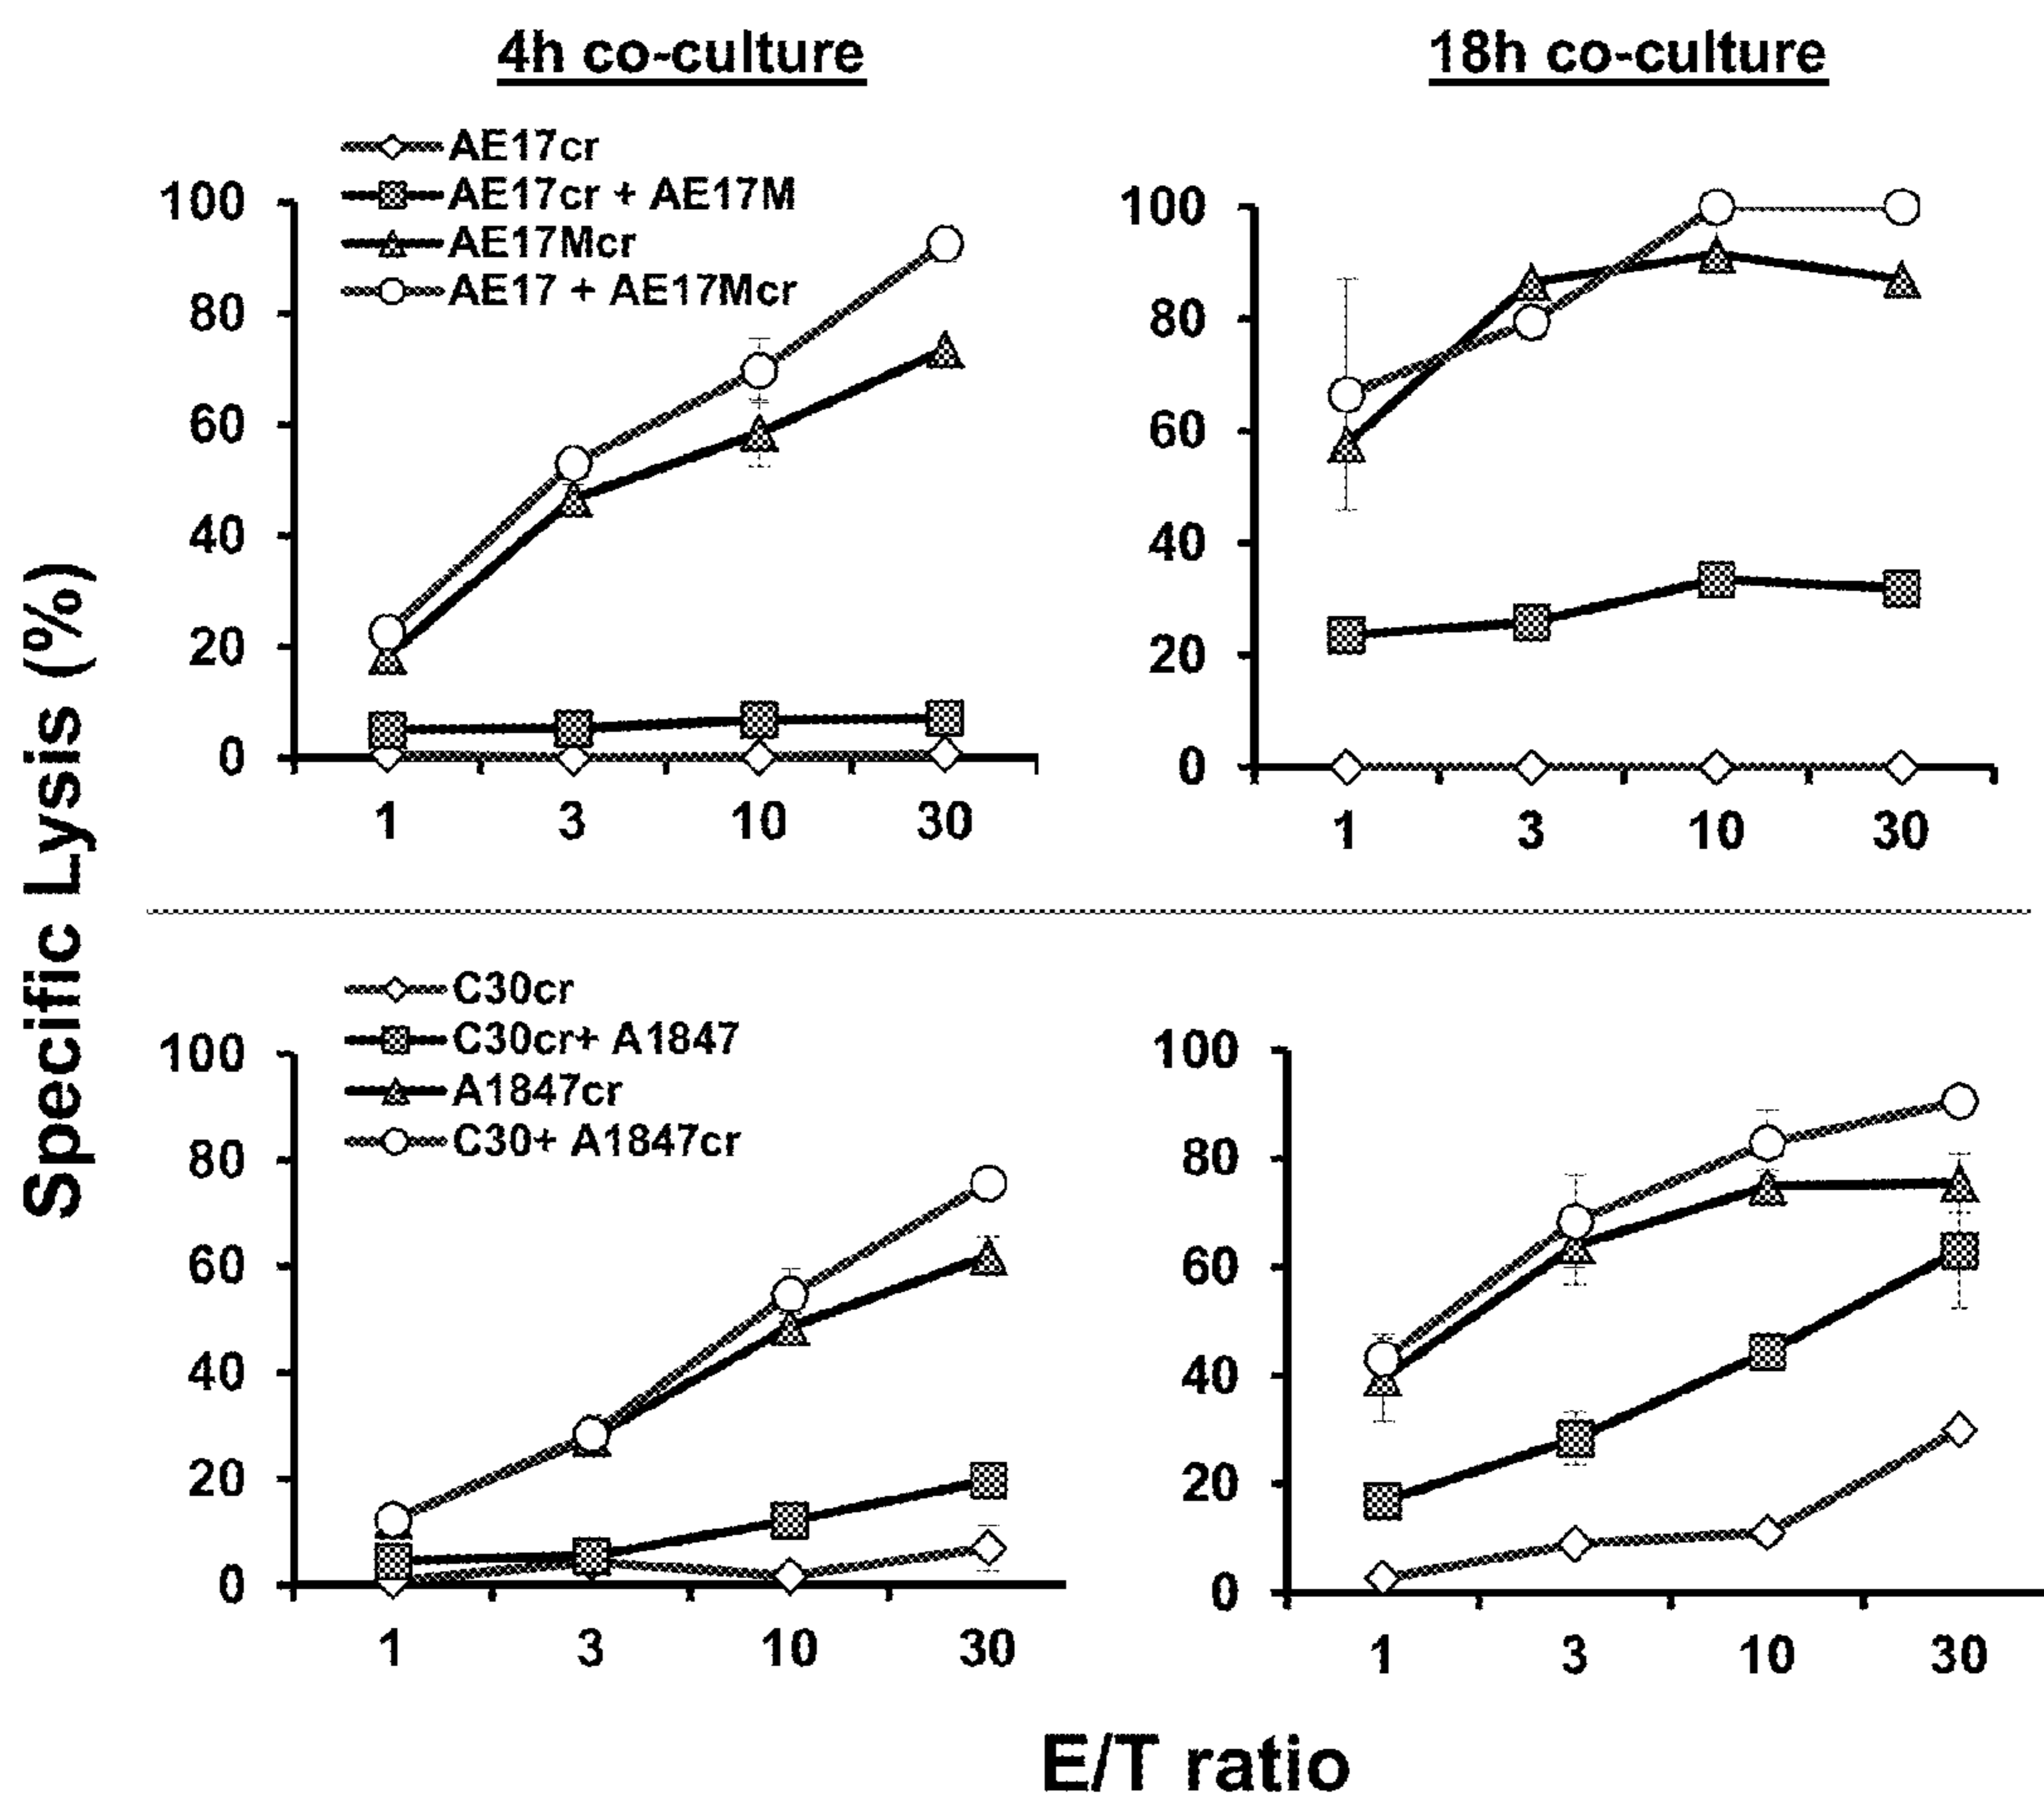 4h co-culture
18h co-culture
AE17cr
AE17cr + AE17M
AE17Mcr
AE17 + AE17Mcr
100
80
60
40
20
0
1 3 10 30
100
80
60
40
20
0
1 3 10 30
Specific Lysis (%)
C30cr
C30cr+ A1847
A1847cr
C30+ A1847cr
100
80
60
40
20
0
1 3 10 30
100
80
60
40
20
0
1 3 10 30
E/T ratio